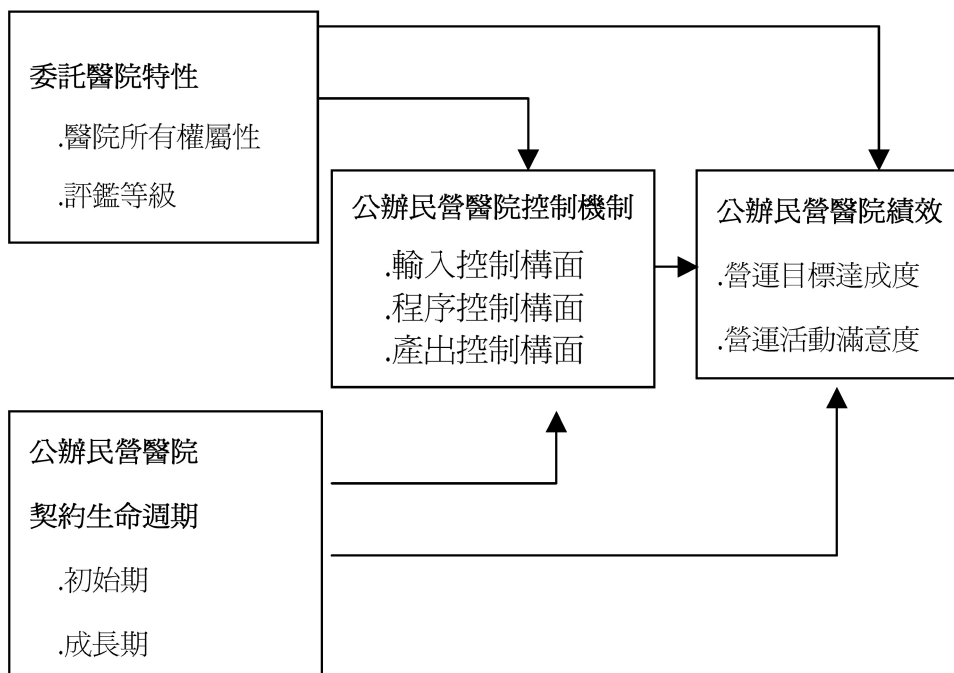 委託醫院特性
.醫院所有權屬性
.評鑑等級
公辦民營醫院控制機制
.輸入控制構面
.程序控制構面
.產出控制構面
公辦民營醫院績效
.營運目標達成度
.營運活動滿意度
公辦民營醫院
契約生命週期
.初始期
.成長期